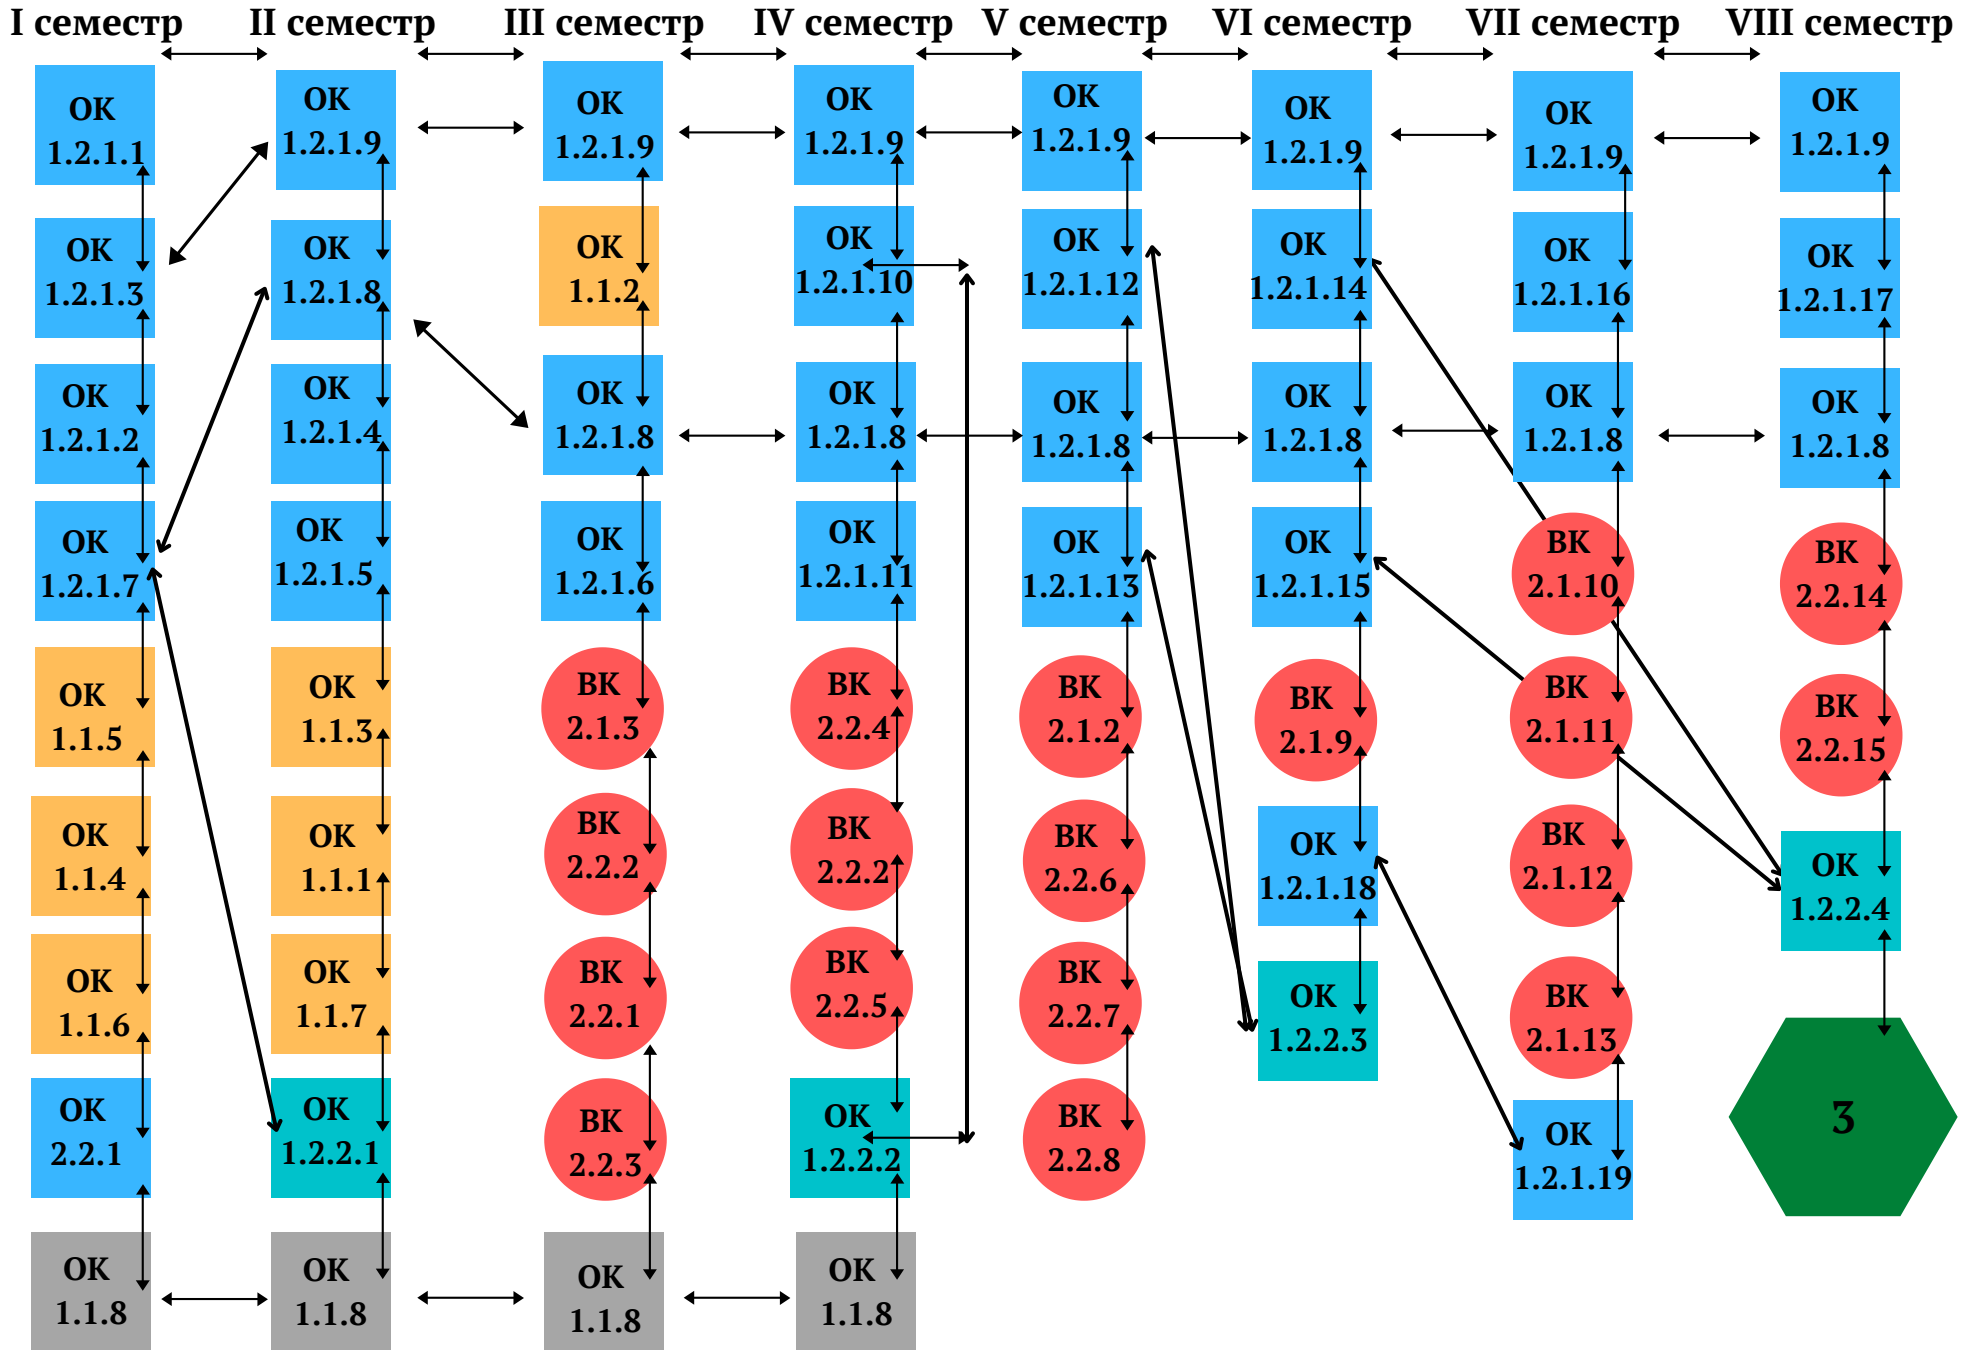 I семестр
II семестр
III семестр
IV семестр
V семестр
VI семестр
VII семестр
VIII семестр
ОК
1.2.1.1
ОК
1.2.1.3
ОК
1.2.1.2
ОК
1.2.1.7
ОК
1.1.5
ОК
1.1.4
ОК
1.1.6
ОК
2.2.1
ОК
1.1.8
ОК
1.2.1.9
ОК
1.2.1.8
ОК
1.2.1.4
ОК
1.2.1.5
ОК
1.1.3
ОК
1.1.1
ОК
1.1.7
ОК
1.2.2.1
ОК
1.1.8
ОК
1.2.1.9
ОК
1.1.2
ОК
1.2.1.8
ОК
1.2.1.6
ВК
2.1.3
ВК
2.2.2
ВК
2.2.1
ВК
2.2.3
ОК
1.1.8
ОК
1.2.1.9
ОК
1.2.1.10
ОК
1.2.1.8
ОК
1.2.1.11
ВК
2.2.4
ВК
2.2.2
ВК
2.2.5
ОК
1.2.2.2
ОК
1.1.8
ОК
1.2.1.9
ОК
1.2.1.12
ОК
1.2.1.8
ОК
1.2.1.13
ВК
2.1.2
ВК
2.2.6
ВК
2.2.7
ВК
2.2.8
ОК
1.2.1.9
ОК
1.2.1.14
ОК
1.2.1.8
ОК
1.2.1.15
ВК
2.1.9
ОК
1.2.1.18
ОК
1.2.2.3
ОК
1.2.1.9
ОК
1.2.1.16
ОК
1.2.1.8
ВК
2.1.10
ВК
2.1.11
ВК
2.1.12
ВК
2.1.13
ОК
1.2.1.19
ОК
1.2.1.9
ОК
1.2.1.17
ОК
1.2.1.8
ВК
2.2.14
ВК
2.2.15
ОК
1.2.2.4
3